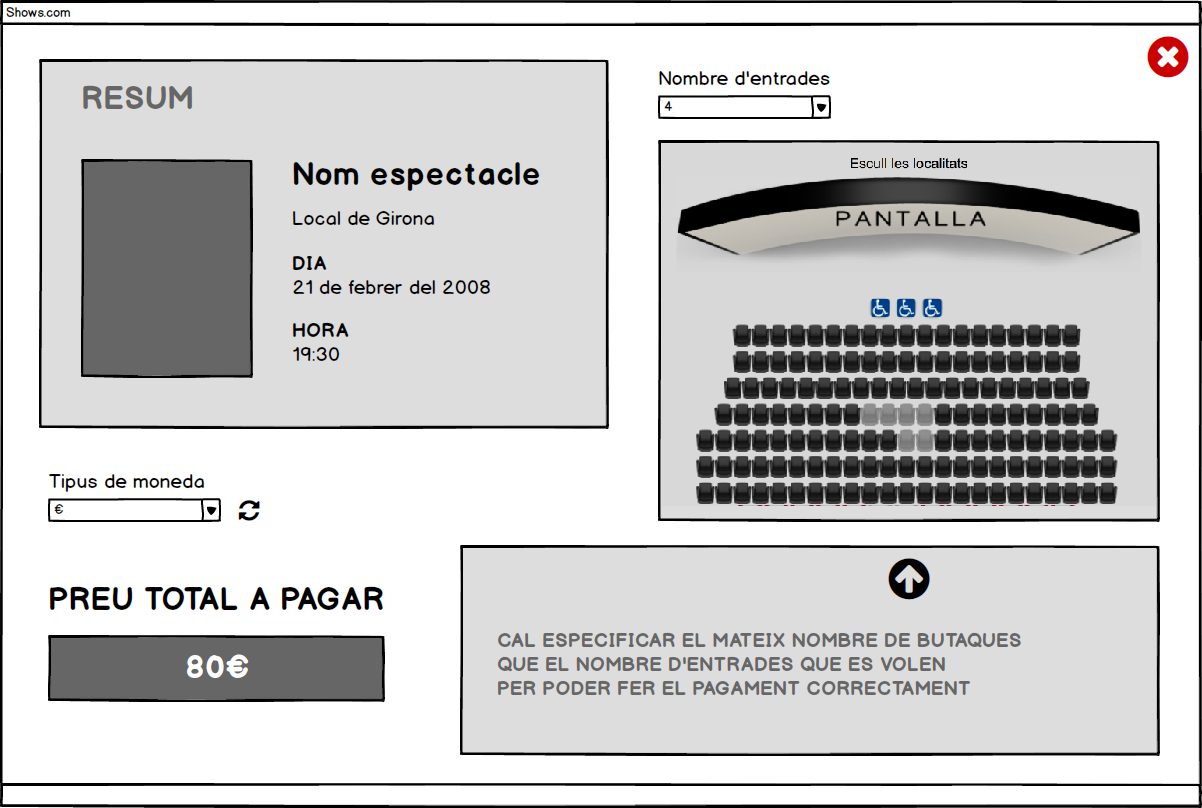 Shows.com
RESUM
Nom espectacle
Local de Girona
DIA
21 de febrer del 2008
HORA
19:30
Nombre d'entrades
4
Escull les localitats
PANTALLA
Tipus de moneda
€
PREU TOTAL A PAGAR
80€
CAL ESPECIFICAR EL MATEIX NOMBRE DE BUTAQUES
QUE EL NOMBRE D'ENTRADES QUE ES VOLEN
PER PODER FER EL PAGAMENT CORRECTAMENT